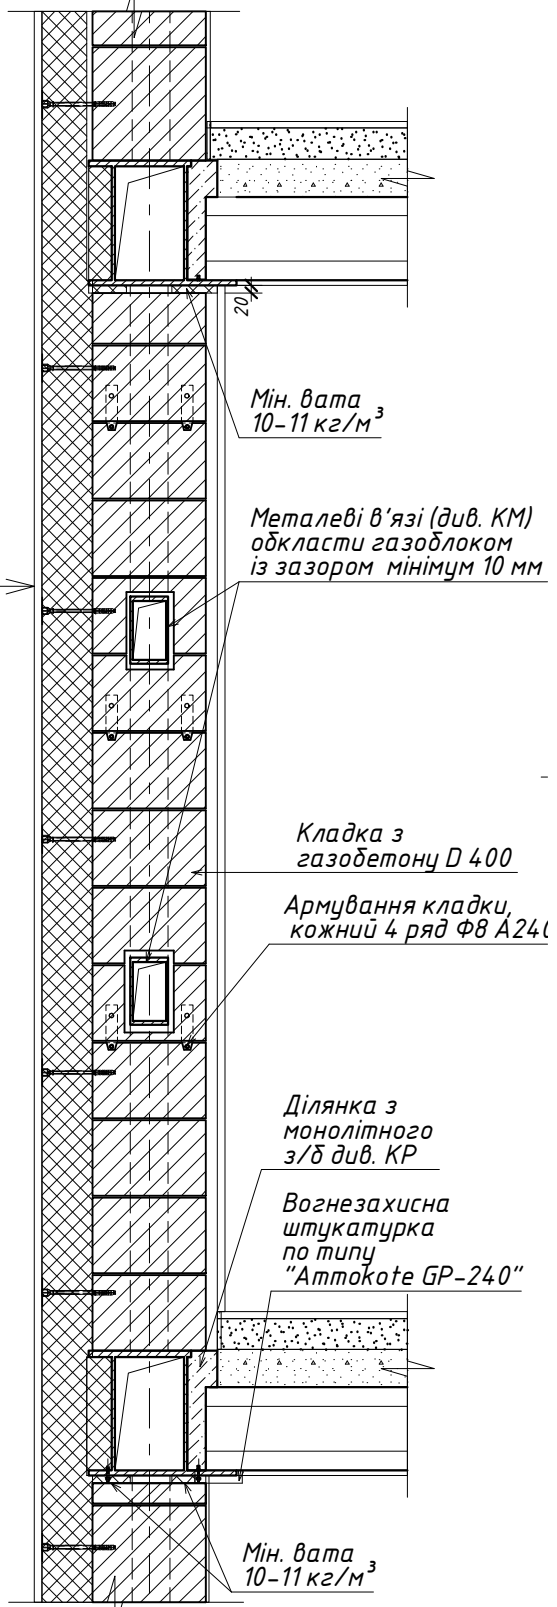 20
Мін. вата
10-11 кг/м³
Металеві в'язі (див. КМ)
обкласти газоблоком
із зазором мінімум 10 мм
Кладка з
газобетону D 400
Армування кладки,
кожний 4 ряд Ф8 А240
Ділянка з
монолітного
з/б див. КР
Вогнезахисна
штукатурка
по типу
"Ammokote GP-240"
Мін. вата
10-11 кг/м³